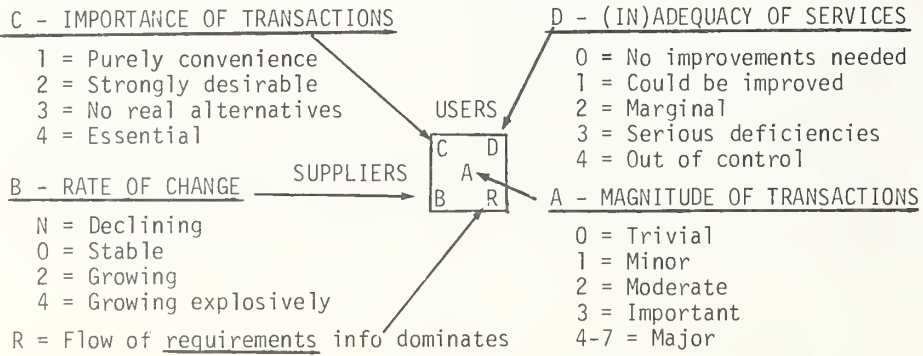 C - IMPORTANCE OF TRANSACTIONS
1 = Purely convenience
2 = Strongly desirable
3 = No real alternatives
4 = Essential
D - (IN)ADEQUACY OF SERVICES
0 = No improvements needed
1 = Could be improved
2 = Marginal
3 = Serious deficiencies
4 = Out of control
USERS
SUPPLIERS
C D
A
B R
B - RATE OF CHANGE
N = Declining
0 = Stable
2 = Growing
4 = Growing explosively
R = Flow of requirements info dominates
A - MAGNITUDE OF TRANSACTIONS
0 = Trivial
1 = Minor
2 = Moderate
3 = Important
4-7 = Major